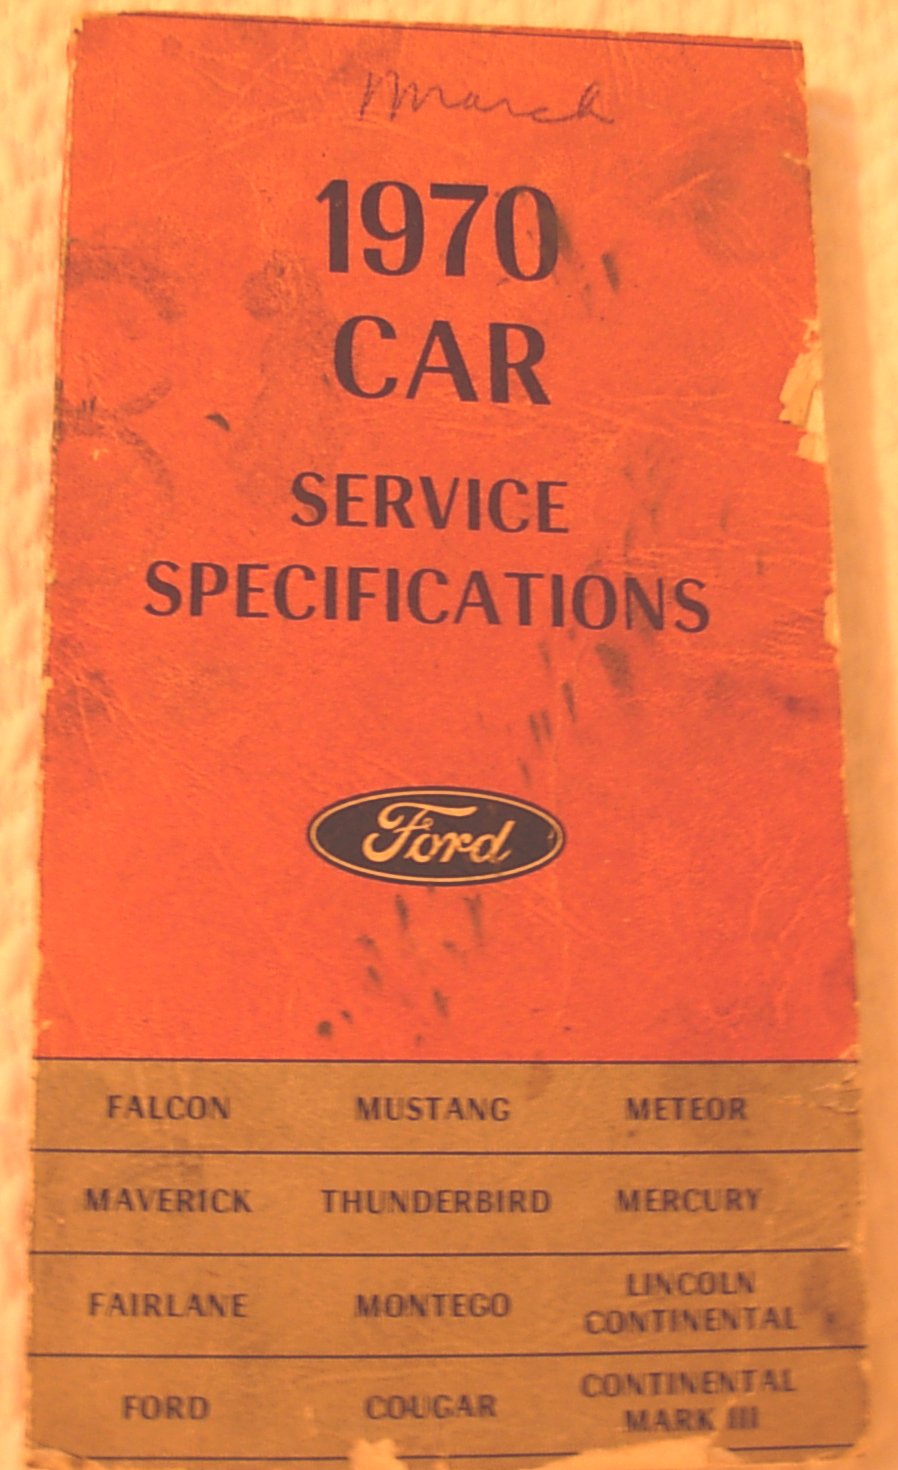 March
1970
CAR
SERVICE
SPECIFICATIONS
Ford
FALCON MUSTANG METEOR
MAVERICK THUNDERBIRD MERCURY
FAIRLANE MONTEGO LINCOLN CONTINENTAL
FORD COUGAR CONTINENTAL MARK III